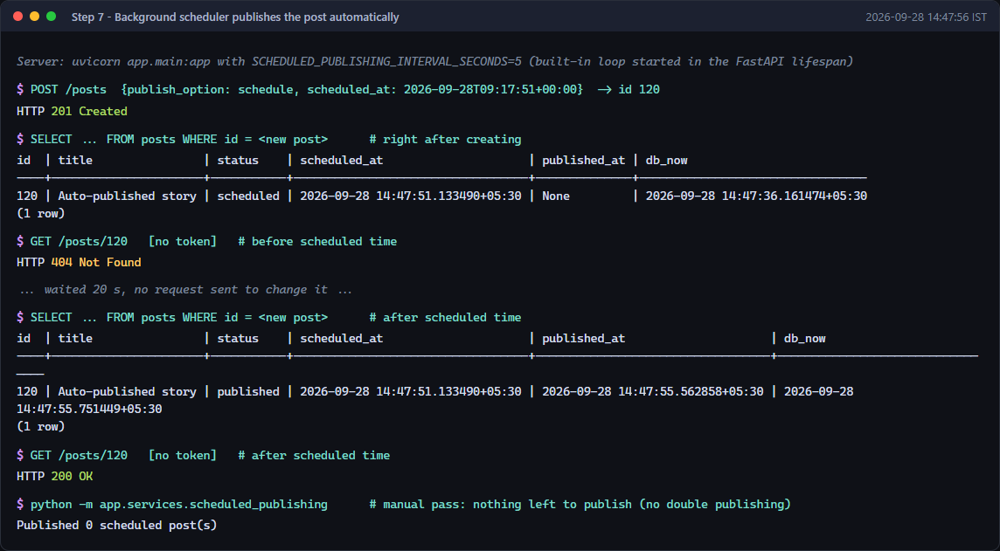 Step 7 - Background scheduler publishes the post automatically
2026-09-28 14:47:56 IST
Server: uvicorn app.main:app with SCHEDULED_PUBLISHING_INTERVAL_SECONDS=5 (built-in loop started in the FastAPI lifespan)
$ POST /posts  {publish_option: schedule, scheduled_at: 2026-09-28T09:17:51+00:00}  → id 120
HTTP 201 Created
$ SELECT ... FROM posts WHERE id = <new post>      # right after creating
id  | title                | status    | scheduled_at                     | published_at | db_now
----+----------------------+-----------+----------------------------------+--------------+---------------------------------
120 | Auto-published story | scheduled | 2026-09-28 14:47:51.133490+05:30 | None         | 2026-09-28 14:47:36.161474+05:30
(1 row)
$ GET /posts/120   [no token]   # before scheduled time
HTTP 404 Not Found
... waited 20 s, no request sent to change it ...
$ SELECT ... FROM posts WHERE id = <new post>      # after scheduled time
id  | title                | status    | scheduled_at                     | published_at                     | db_now
----+----------------------+-----------+----------------------------------+----------------------------------+-----------------------------
----
120 | Auto-published story | published | 2026-09-28 14:47:51.133490+05:30 | 2026-09-28 14:47:55.562858+05:30 | 2026-09-28
14:47:55.751449+05:30
(1 row)
$ GET /posts/120   [no token]   # after scheduled time
HTTP 200 OK
$ python -m app.services.scheduled_publishing      # manual pass: nothing left to publish (no double publishing)
Published 0 scheduled post(s)